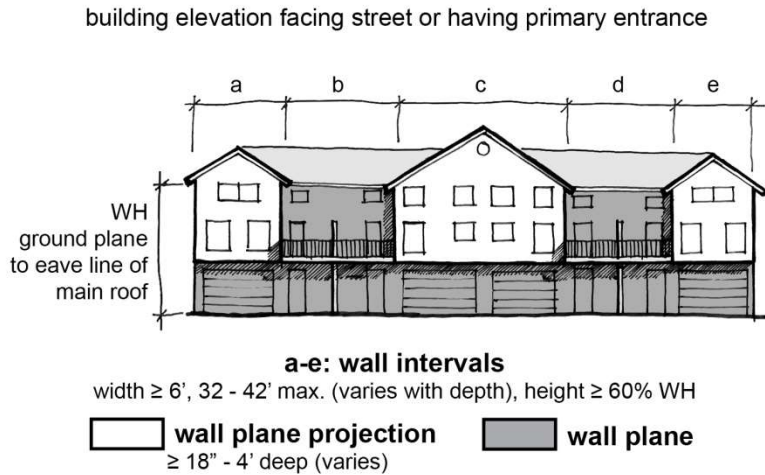 building elevation facing street or having primary entrance
a b c d e
WH
ground plane
to eave line of
main roof
a-e: wall intervals
width ≥ 6’, 32 - 42’ max. (varies with depth), height ≥ 60% WH
wall plane projection
≥ 18” - 4’ deep (varies)
wall plane